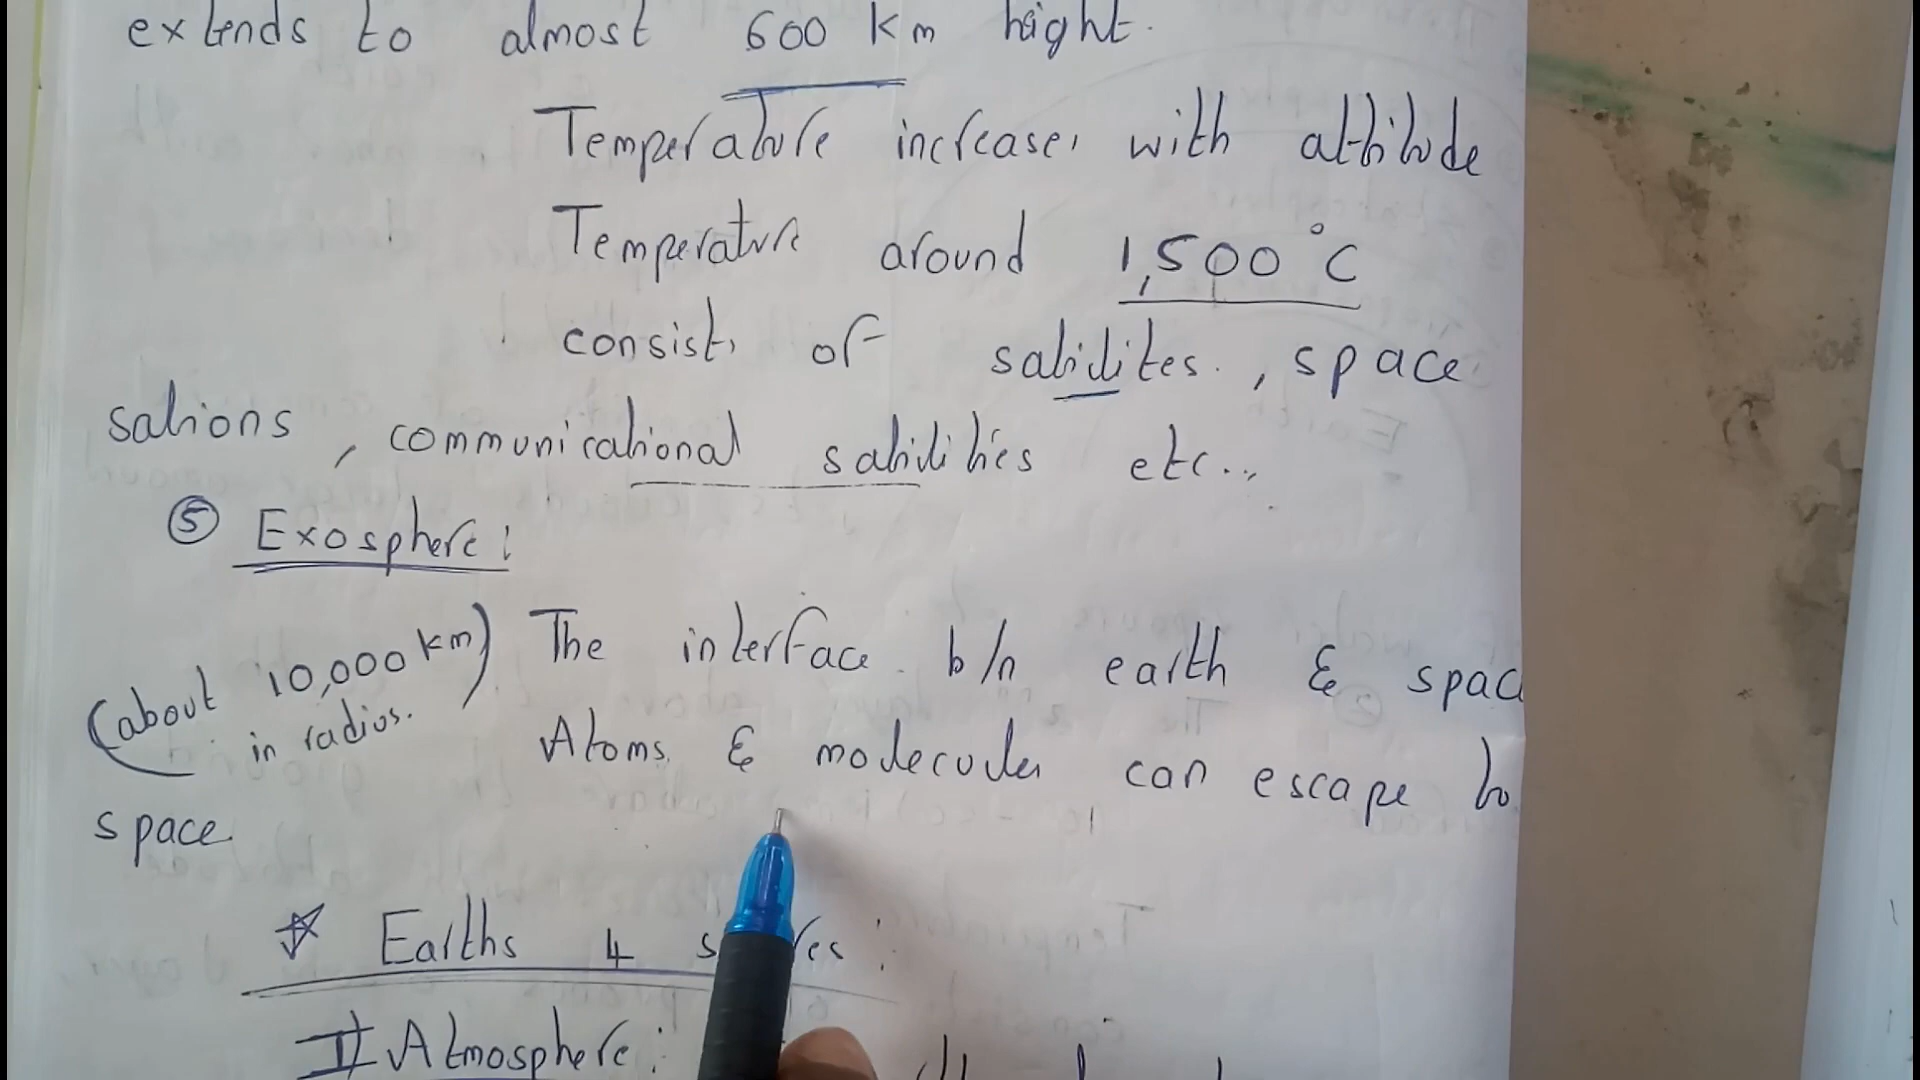 extends to almost 600 km hight.
Temperature increases with altitude
Temperature around 1,500°C
consists of satilites, space
sations, communicational satilities etc...
⑤ Exosphere:
(about 10,000 km) The interface b/n earth & spac
in radius. Atoms & molecules can escape to
space
☆ Earths 4 s res:
II Atmosphere: